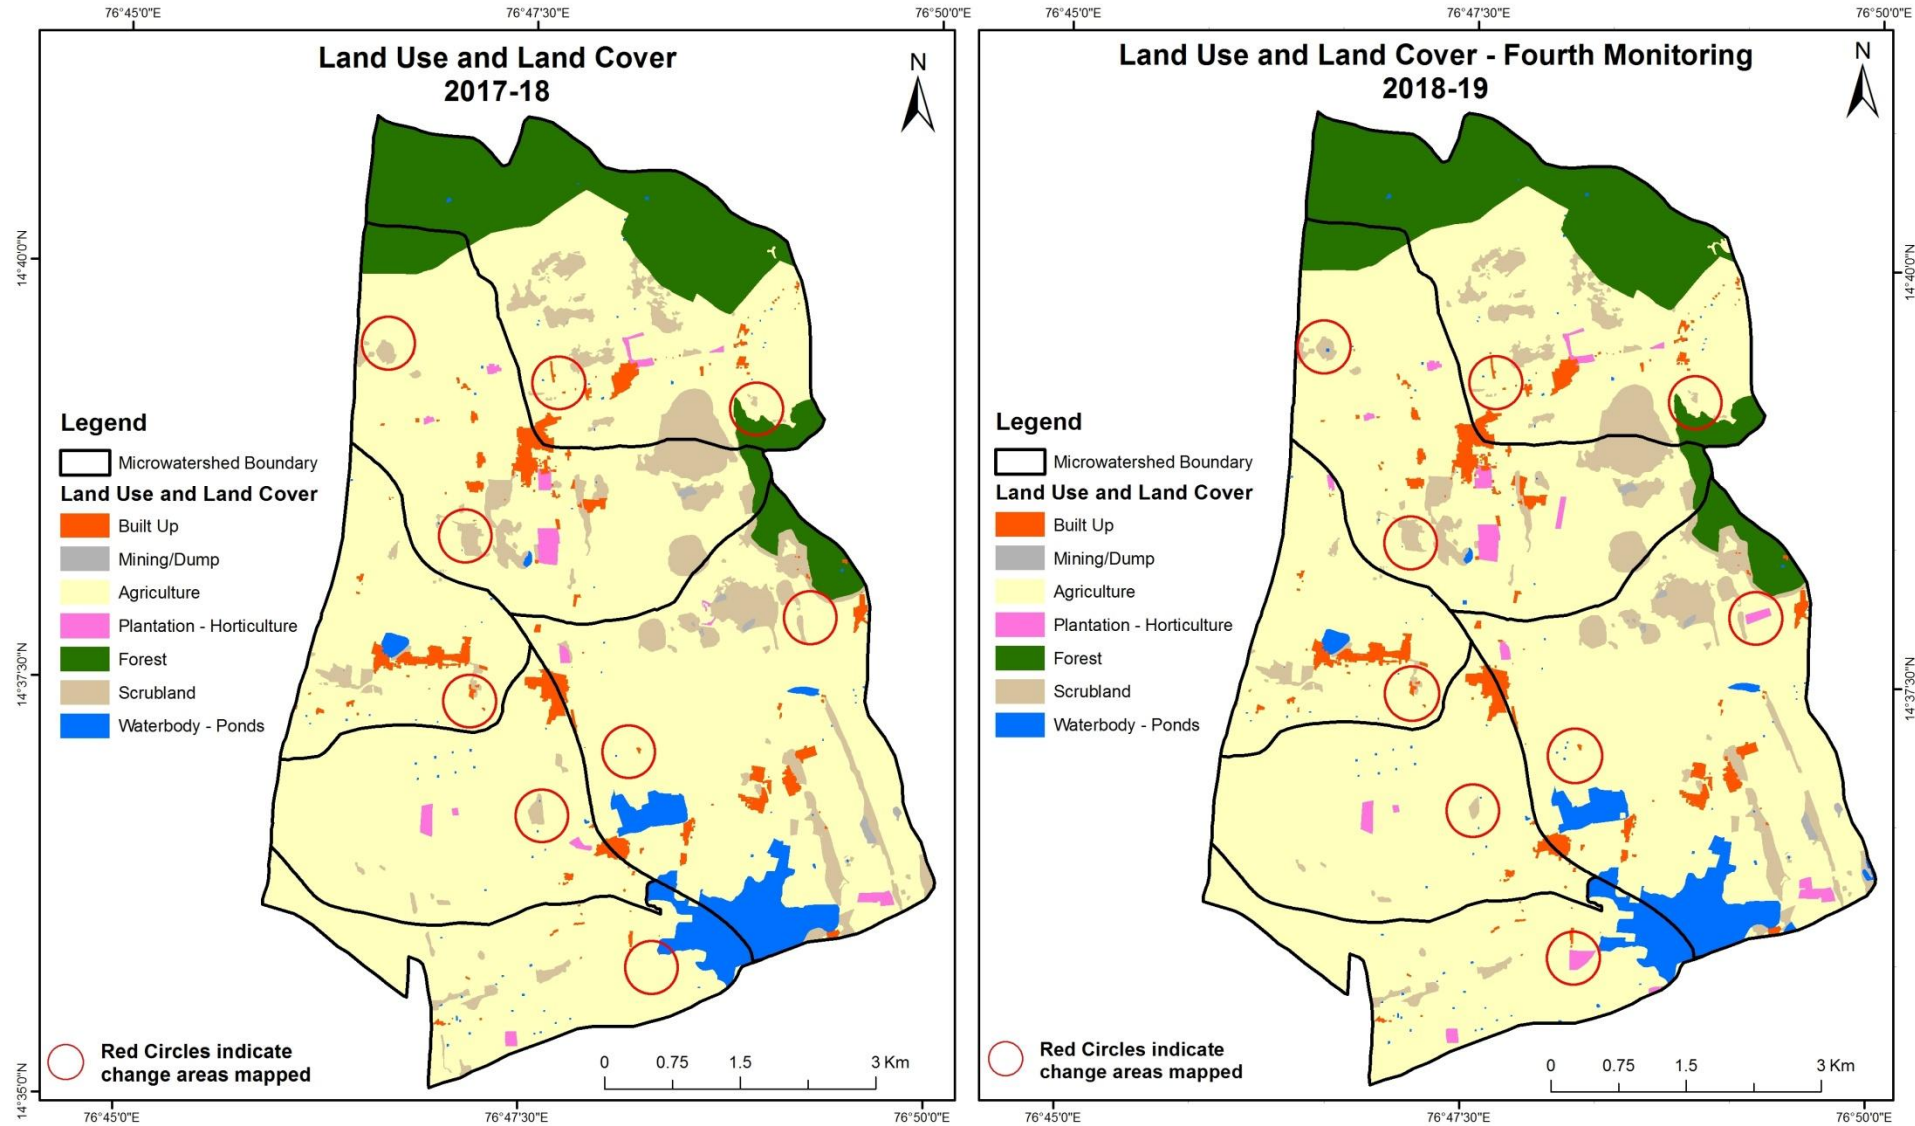 76°45'0"E
76°47'30"E
76°50'0"E
76°45'0"E
76°47'30"E
76°50'0"E
Land Use and Land Cover
2017-18
N
14°40'0"N
14°37'30"N
14°35'0"N
Legend
Microwatershed Boundary
Land Use and Land Cover
Built Up
Mining/Dump
Agriculture
Plantation - Horticulture
Forest
Scrubland
Waterbody - Ponds
Red Circles indicate
change areas mapped
0 0.75 1.5 3 Km
Land Use and Land Cover - Fourth Monitoring
2018-19
N
14°40'0"N
14°37'30"N
Legend
Microwatershed Boundary
Land Use and Land Cover
Built Up
Mining/Dump
Agriculture
Plantation - Horticulture
Forest
Scrubland
Waterbody - Ponds
Red Circles indicate
change areas mapped
0 0.75 1.5 3 Km
76°45'0"E
76°47'30"E
76°50'0"E
76°45'0"E
76°47'30"E
76°50'0"E